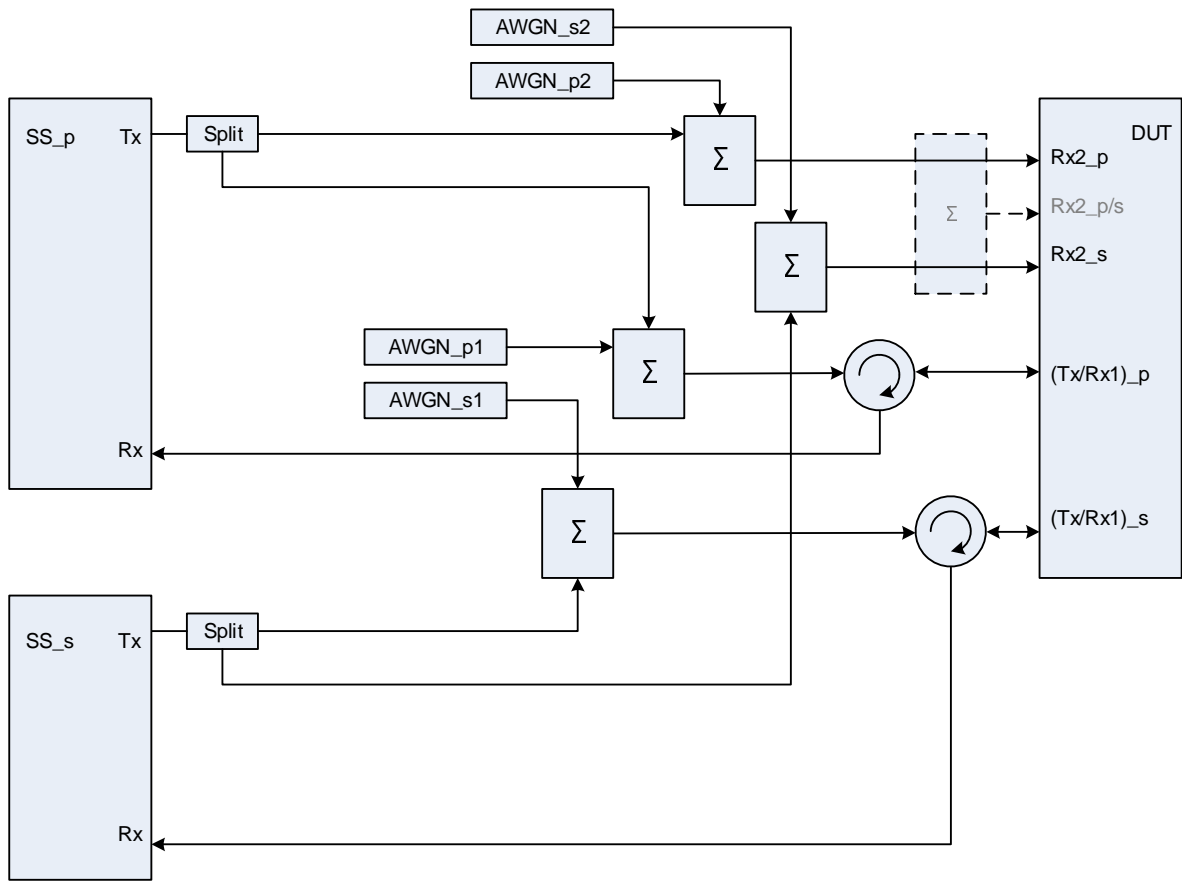 AWGN_s2
AWGN_p2
SS_p
Tx
Split
Σ
DUT
Rx2_p
Σ
Rx2_p/s
Σ
Rx2_s
AWGN_p1
Σ
(Tx/Rx1)_p
AWGN_s1
Rx
Σ
(Tx/Rx1)_s
SS_s
Tx
Split
Rx